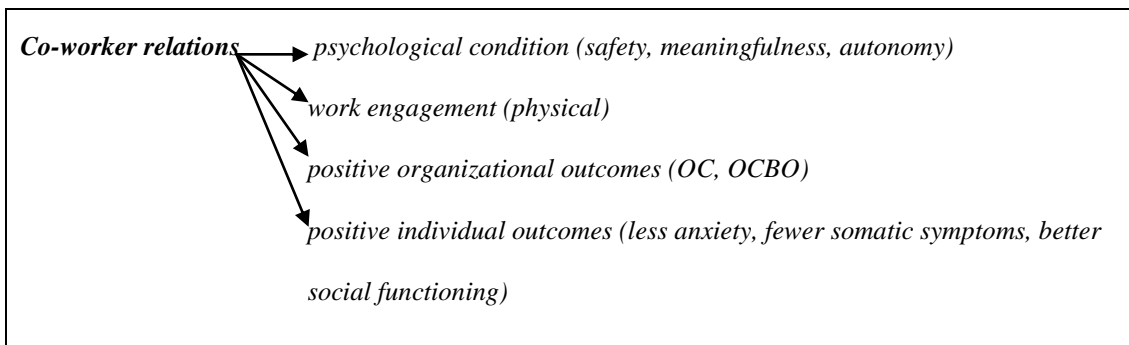 Co-worker relations psychological condition (safety, meaningfulness, autonomy)
work engagement (physical)
positive organizational outcomes (OC, OCBO)
positive individual outcomes (less anxiety, fewer somatic symptoms, better
social functioning)